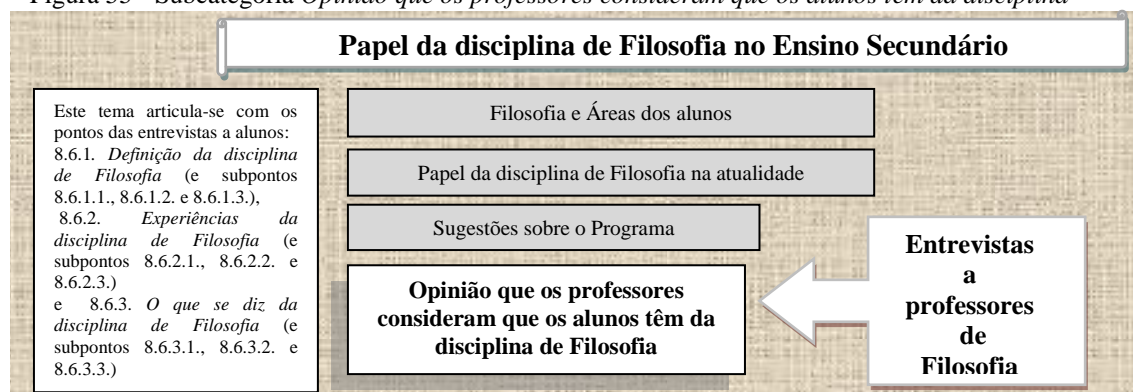 Figura 33 - Subcategoria Opinião que os professores consideram que os alunos têm da disciplina
Papel da disciplina de Filosofia no Ensino Secundário
Este tema articula-se com os
pontos das entrevistas a alunos:
8.6.1. Definição da disciplina
de Filosofia (e subpontos
8.6.1.1., 8.6.1.2. e 8.6.1.3.),
8.6.2. Experiências da
disciplina de Filosofia (e
subpontos 8.6.2.1., 8.6.2.2. e
8.6.2.3.)
e 8.6.3. O que se diz da
disciplina de Filosofia (e
subpontos 8.6.3.1., 8.6.3.2. e
8.6.3.3.)
Filosofia e Áreas dos alunos
Papel da disciplina de Filosofia na atualidade
Sugestões sobre o Programa
Opinião que os professores
consideram que os alunos têm da
disciplina de Filosofia
Entrevistas
a
professores
de
Filosofia